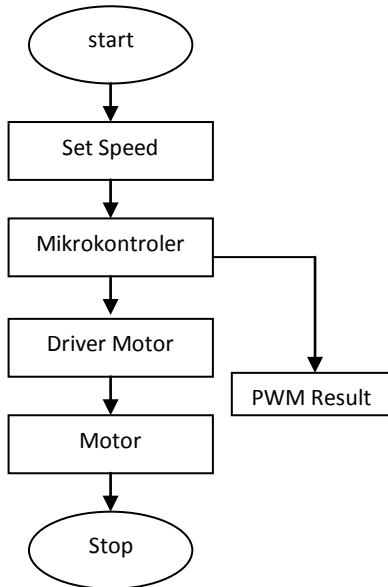 start
Set Speed
Mikrokontroler
Driver Motor
PWM Result
Motor
Stop